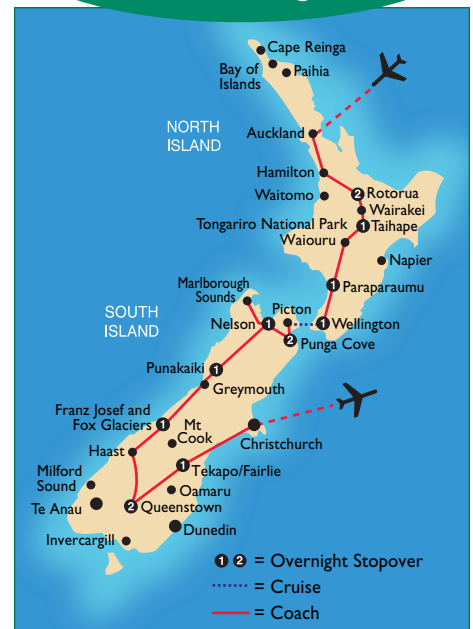 Cape Reinga
Bay of
Islands
Paihia
NORTH
ISLAND
Auckland
Hamilton
Waitomo
2 Rotorua
Wairakei
Tongariro National Park
1 Taihape
Waiouru
Napier
Marlborough
Sounds
1 Paraparaumu
SOUTH
ISLAND
Picton
Nelson 1
1 Wellington
2 Punga Cove
Punakaiki 1
Greymouth
Franz Josef and
Fox Glaciers 1
Mt
Cook
Christchurch
Haast
1 Tekapo/Fairlie
Milford
Sound
Oamaru
Te Anau
2 Queenstown
Dunedin
Invercargill
1 2 = Overnight Stopover
= Cruise
= Coach